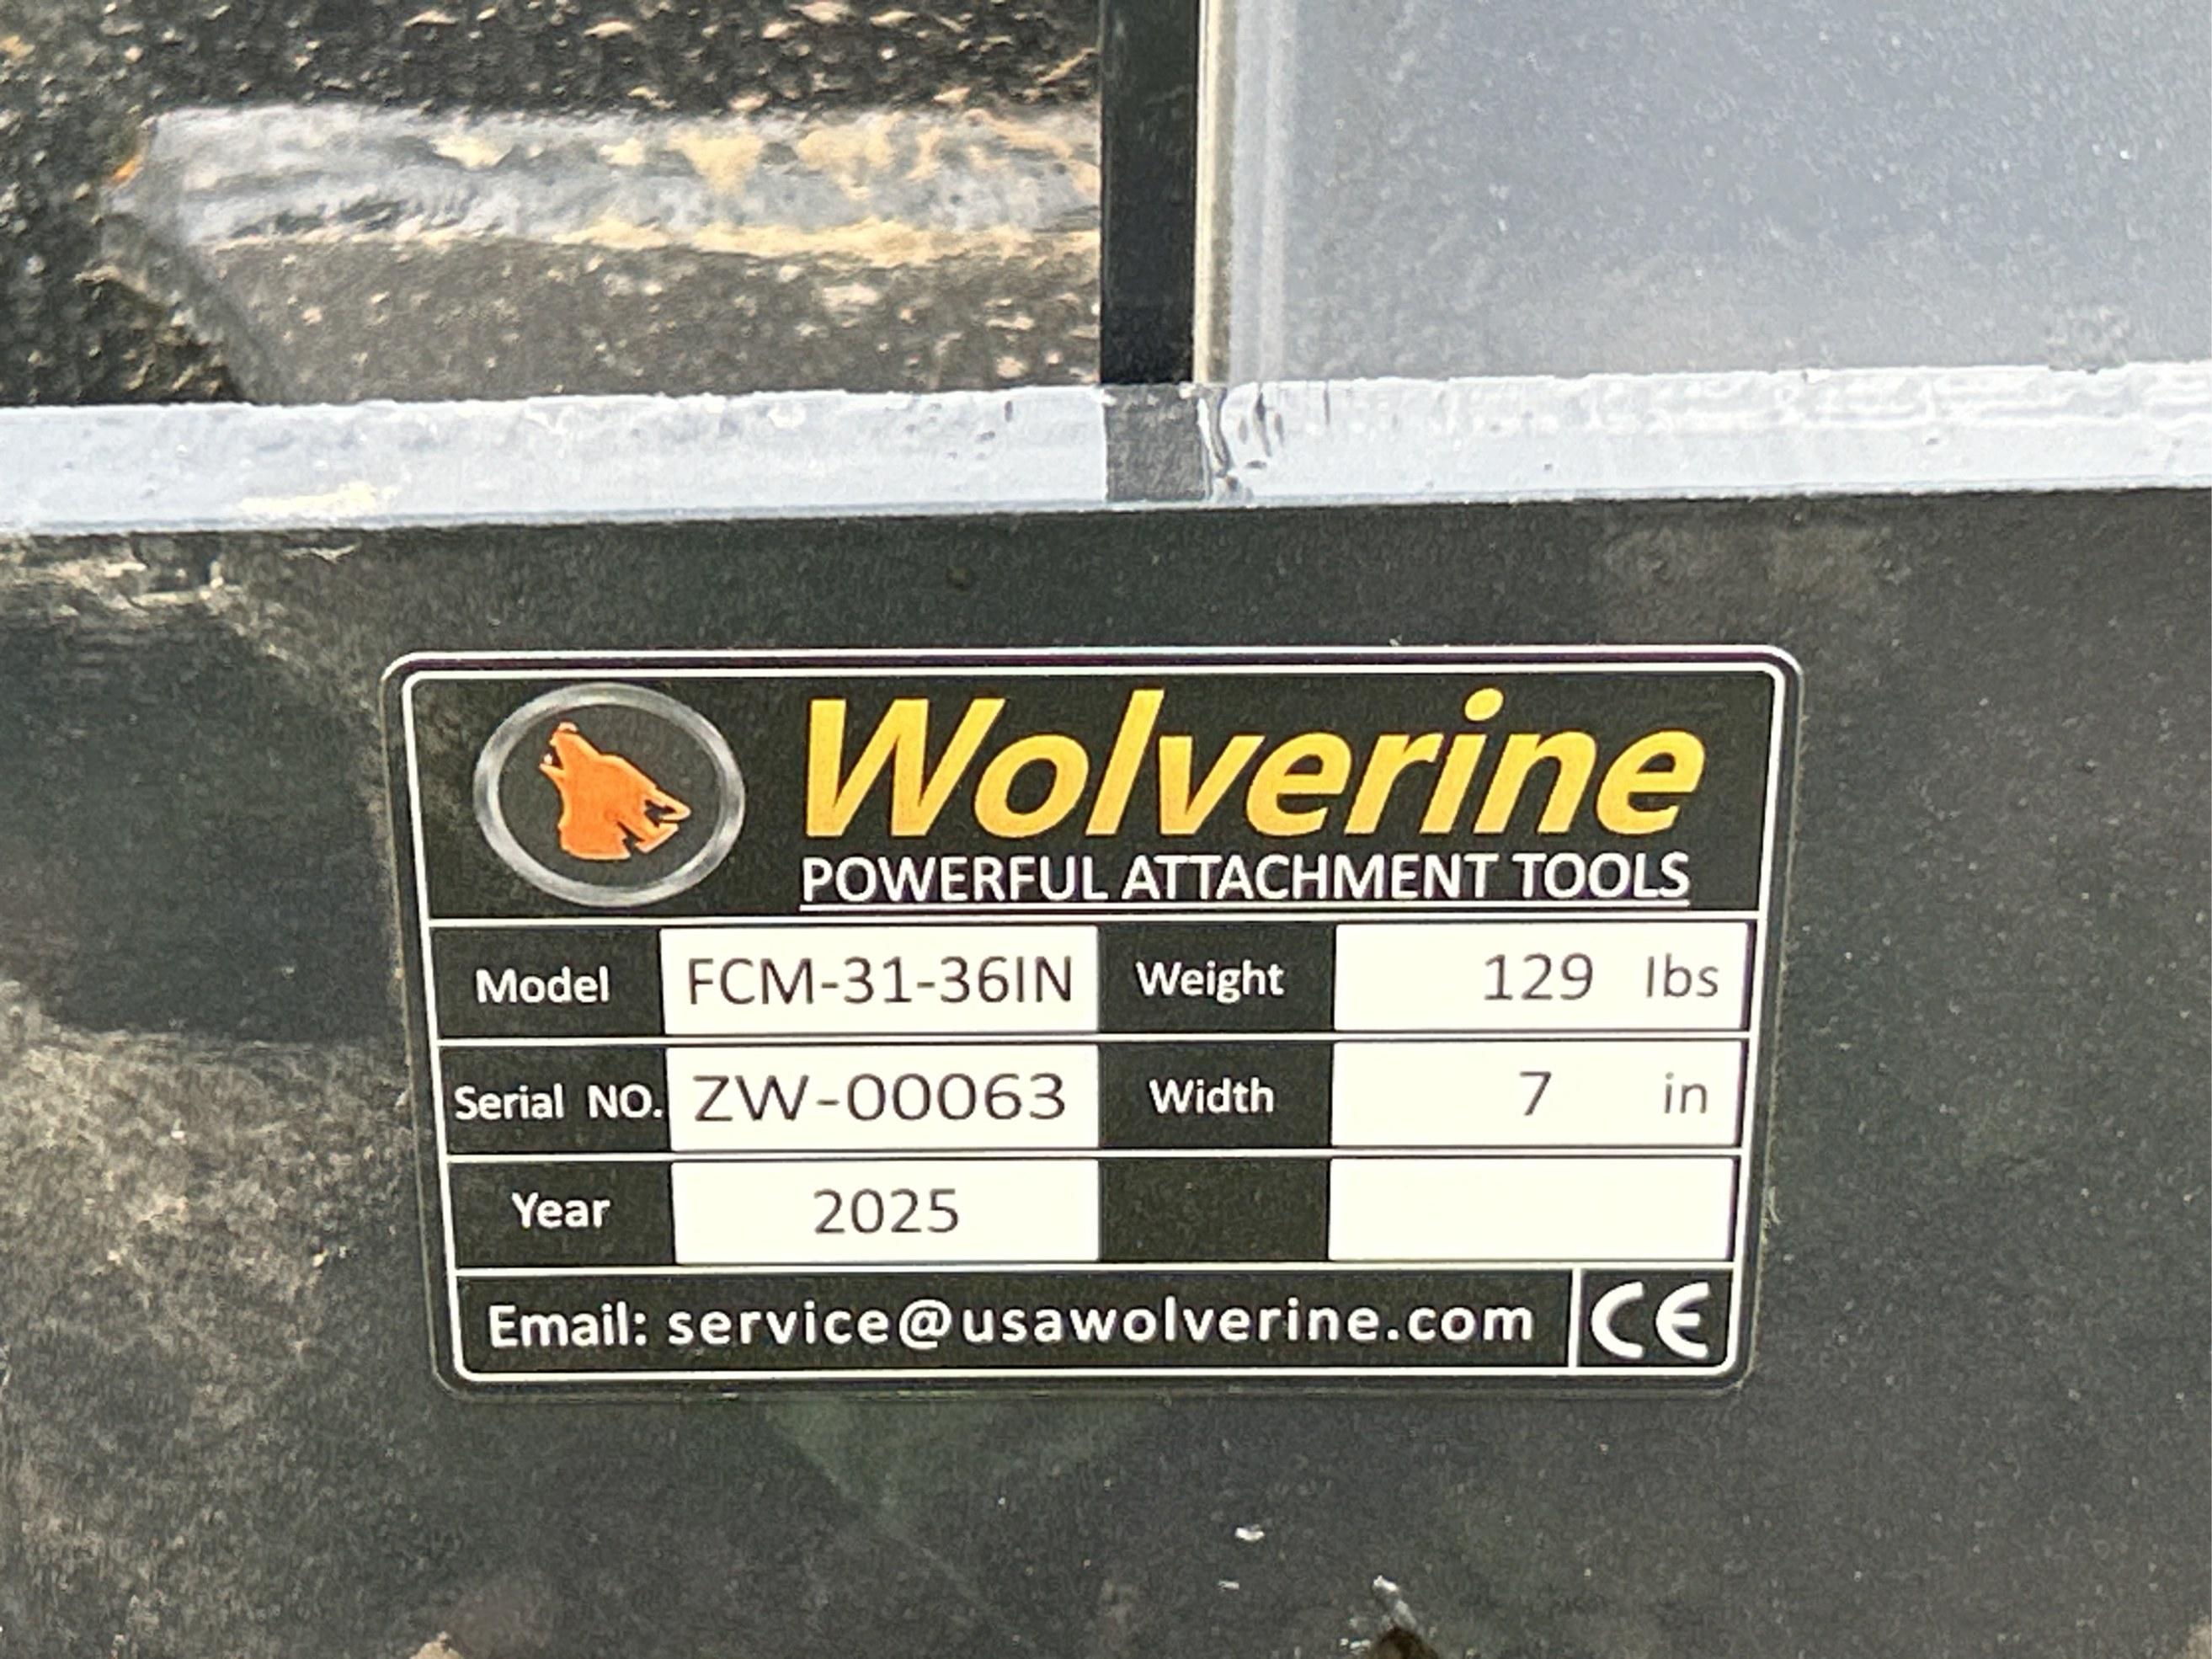 Wolverine
POWERFUL ATTACHMENT TOOLS
Model FCM-31-36IN Weight 129 lbs
Serial NO. ZW-00063 Width 7 in
Year 2025
Email: service@usawolverine.com CE